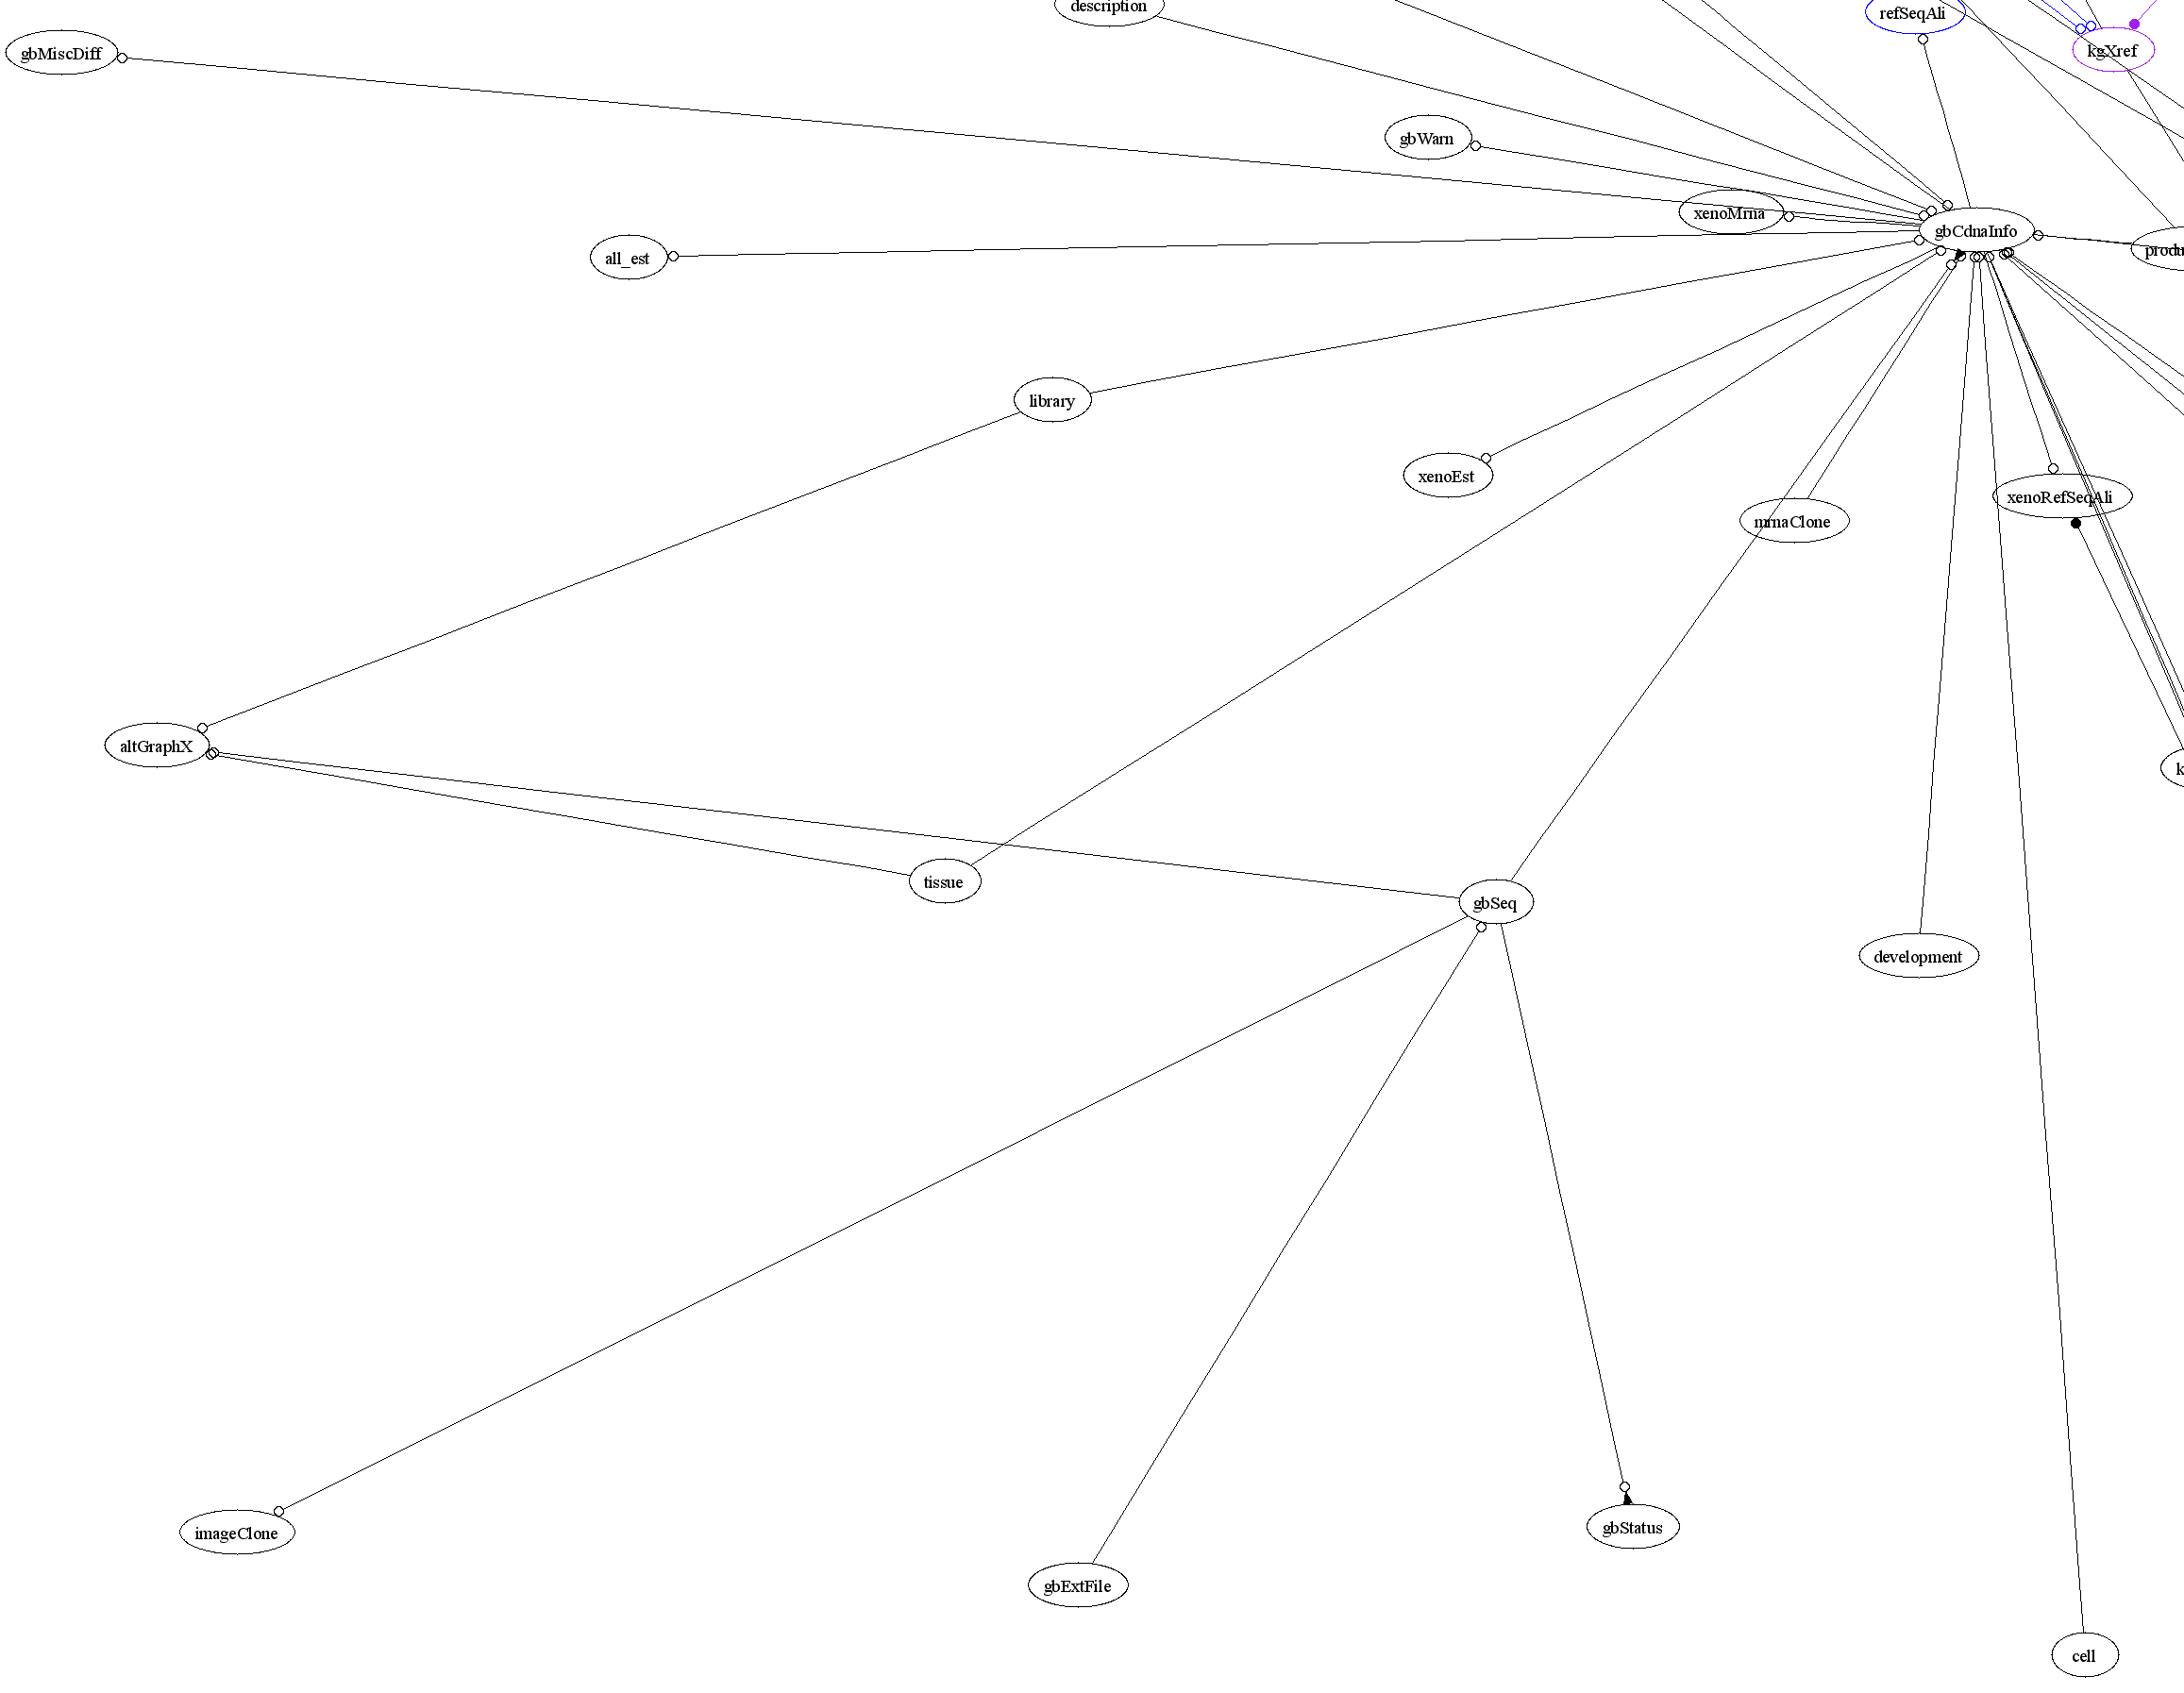 description
refSeqAli
gbMiscDiff
kgXref
gbWarn
xenoMrna
gbCdnaInfo
produ
all_est
library
xenoEst
xenoRefSeqAli
mrnaClone
altGraphX
k
tissue
gbSeq
development
gbStatus
imageClone
gbExtFile
cell